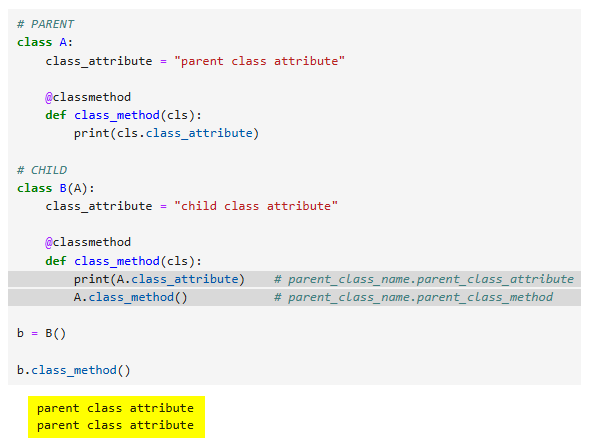 # PARENT
class A:
    class_attribute = "parent class attribute"

    @classmethod
    def class_method(cls):
        print(cls.class_attribute)

# CHILD
class B(A):
    class_attribute = "child class attribute"

    @classmethod
    def class_method(cls):
        print(A.class_attribute)    # parent_class_name.parent_class_attribute
        A.class_method()            # parent_class_name.parent_class_method

b = B()

b.class_method()

parent class attribute
parent class attribute